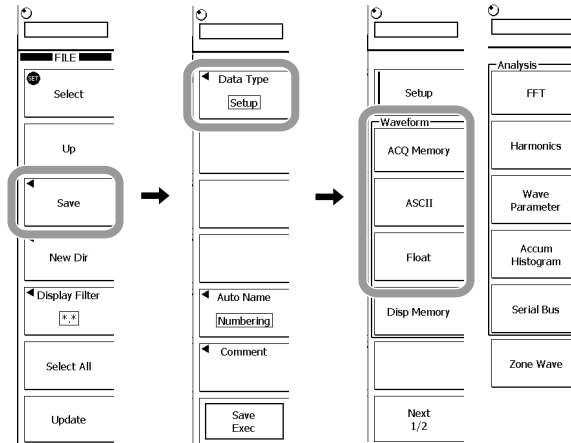 FILE
SET
Select
Up
Save
New Dir
Display Filter
*.*
Select All
Update
Data Type
Setup
Auto Name
Numbering
Comment
Save
Exec
Setup
Waveform
ACQ Memory
ASCII
Float
Disp Memory
Next
1/2
Analysis
FFT
Harmonics
Wave
Parameter
Accum
Histogram
Serial Bus
Zone Wave